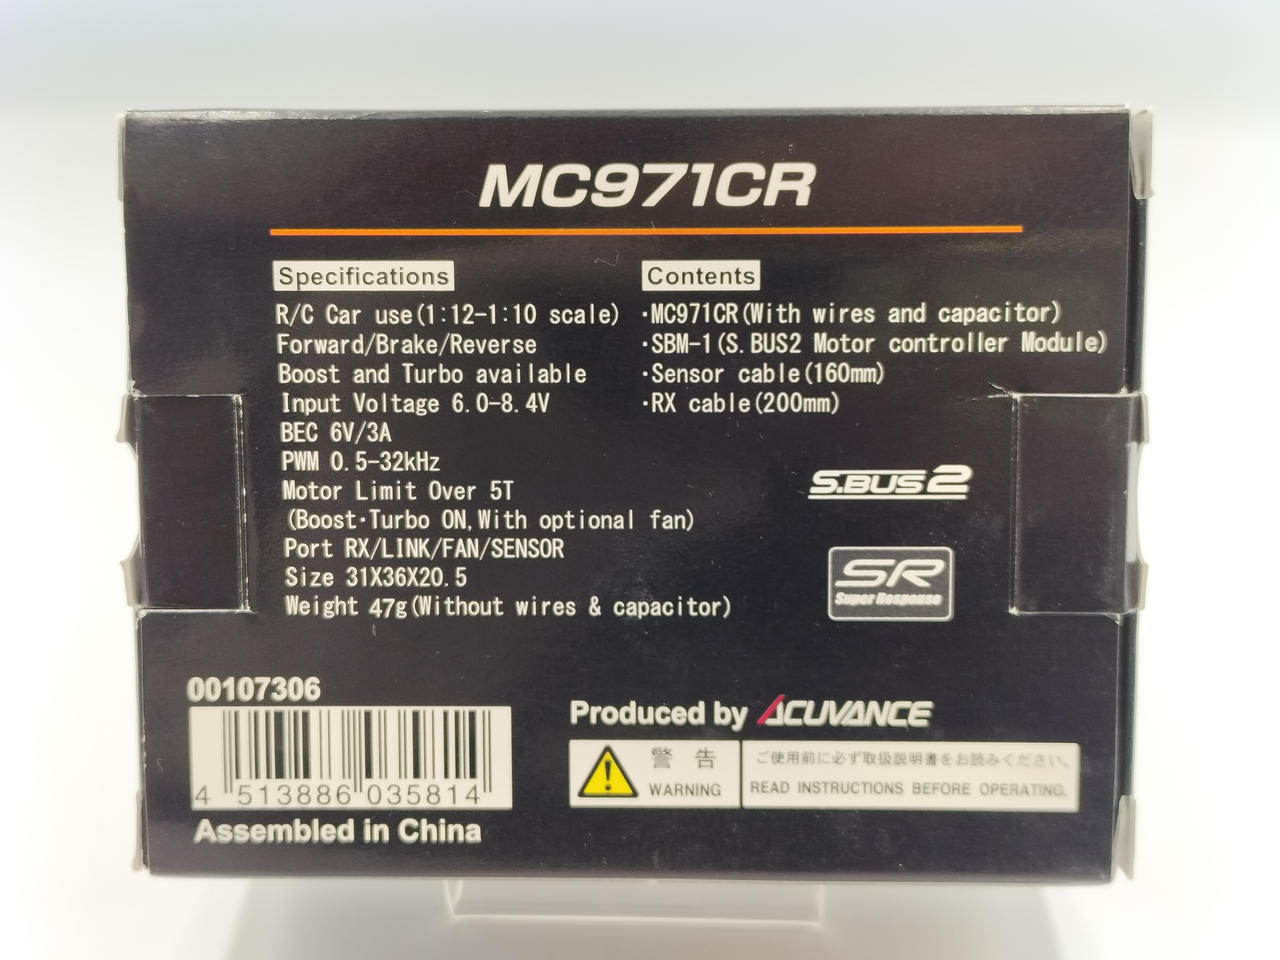 MC971CR
Specifications
R/C Car use(1:12-1:10 scale)
Forward/Brake/Reverse
Boost and Turbo available
Input Voltage 6.0-8.4V
BEC 6V/3A
PWM 0.5-32kHz
Motor Limit Over 5T
(Boost･Turbo ON,With optional fan)
Port RX/LINK/FAN/SENSOR
Size 31X36X20.5
Weight 47g(Without wires & capacitor)
Contents
･MC971CR(With wires and capacitor)
･SBM-1(S.BUS2 Motor controller Module)
･Sensor cable(160mm)
･RX cable(200mm)
S.BUS2
SR
Super Response
00107306
4 513886 035814
Assembled in China
Produced by ACUVANCE
警 告
WARNING
ご使用前に必ず取扱説明書をお読みください。
READ INSTRUCTIONS BEFORE OPERATING.